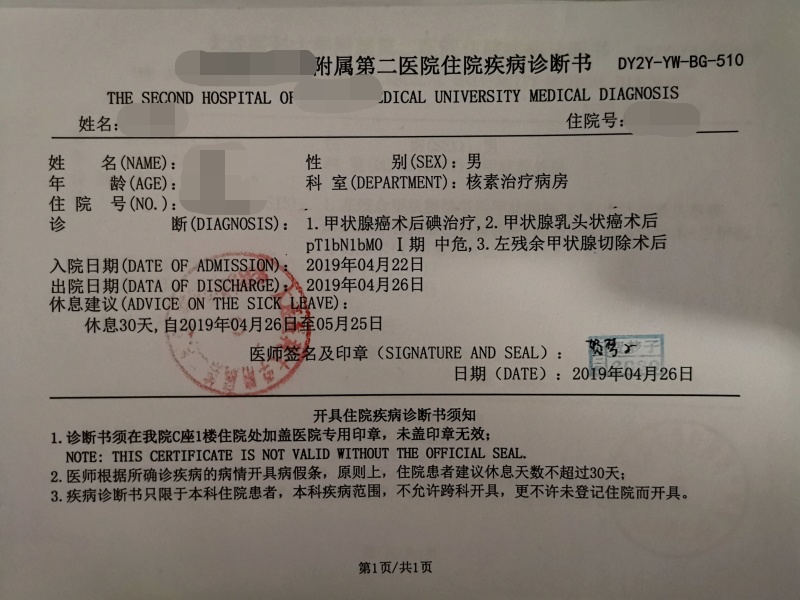 附属第二医院住院疾病诊断书 DY2Y-YW-BG-510
THE SECOND HOSPITAL OF EDICAL UNIVERSITY MEDICAL DIAGNOSIS
姓名: 住院号:
姓 名(NAME): 性 别(SEX): 男
年 龄(AGE): 科 室(DEPARTMENT): 核素治疗病房
住 院 号(NO.):
诊 断(DIAGNOSIS): 1.甲状腺癌术后碘治疗,2.甲状腺乳头状癌术后
pT1bN1bM0 Ⅰ期 中危,3.左残余甲状腺切除术后
入院日期(DATE OF ADMISSION): 2019年04月22日
出院日期(DATA OF DISCHARGE): 2019年04月26日
休息建议(ADVICE ON THE SICK LEAVE):
休息30天,自2019年04月26日至05月25日
医师签名及印章(SIGNATURE AND SEAL):
日期(DATE): 2019年04月26日
开具住院疾病诊断书须知
1.诊断书须在我院C座1楼住院处加盖医院专用印章，未盖印章无效；
NOTE: THIS CERTIFICATE IS NOT VALID WITHOUT THE OFFICIAL SEAL.
2.医师根据所确诊疾病的病情开具病假条，原则上，住院患者建议休息天数不超过30天；
3.疾病诊断书只限于本科住院患者，本科疾病范围，不允许跨科开具，更不许未登记住院而开具。
第1页/共1页